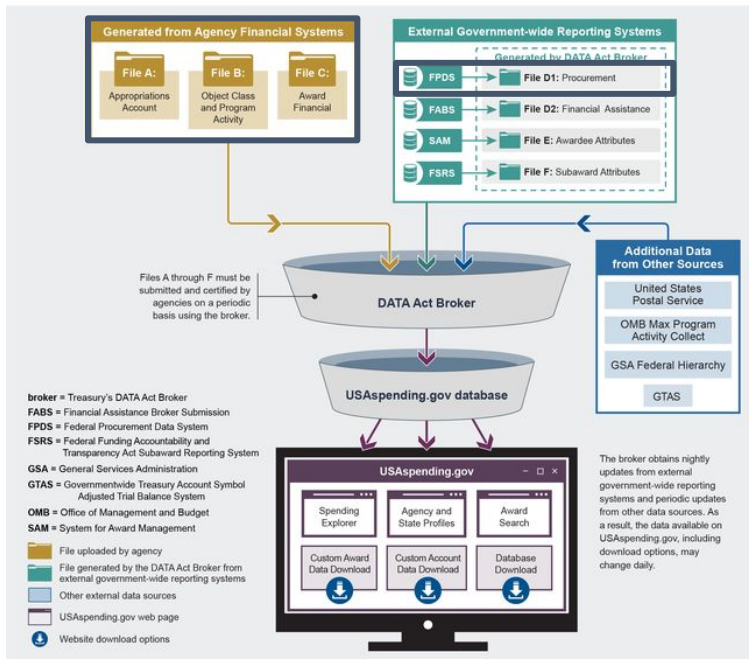 Generated from Agency Financial Systems
File A:
Appropriations
Account
File B:
Object Class
and Program
Activity
File C:
Award
Financial
External Government-wide Reporting Systems
Generated by DATA Act Broker
FPDS
File D1: Procurement
FABS
File D2: Financial Assistance
SAM
File E: Awardee Attributes
FSRS
File F: Subaward Attributes
Additional Data
from Other Sources
United States
Postal Service
OMB Max Program
Activity Collect
GSA Federal Hierarchy
GTAS
Files A through F must be
submitted and certified by
agencies on a periodic
basis using the broker.
DATA Act Broker
USAspending.gov database
broker = Treasury's DATA Act Broker
FABS = Financial Assistance Broker Submission
FPDS = Federal Procurement Data System
FSRS = Federal Funding Accountability and
Transparency Act Subaward Reporting System
GSA = General Services Administration
GTAS = Governmentwide Treasury Account Symbol
Adjusted Trial Balance System
OMB = Office of Management and Budget
SAM = System for Award Management
File uploaded by agency
File generated by the DATA Act Broker from
external government-wide reporting systems
Other external data sources
USAspending.gov web page
Website download options
USAspending.gov
Spending
Explorer
Agency and
State Profiles
Award
Search
Custom Award
Data Download
Custom Account
Data Download
Database
Download
The broker obtains nightly
updates from external
government-wide reporting
systems and periodic updates
from other data sources. As
a result, the data available on
USAspending.gov, including
download options, may
change daily.